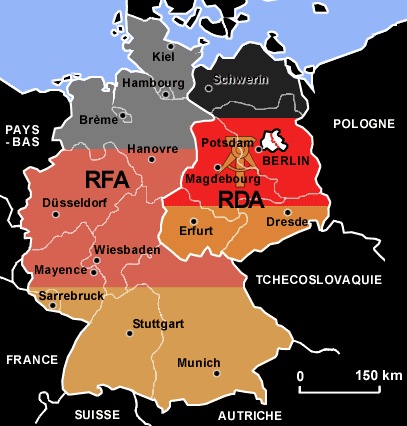 Kiel
Schwerin
Hambourg
Brême
PAYS
-BAS
POLOGNE
Hanovre
Potsdam
BERLIN
RFA
Magdebourg
RDA
Düsseldorf
Erfurt
Dresde
Wiesbaden
Mayence
TCHECOSLOVAQUIE
Sarrebruck
Stuttgart
FRANCE
Munich
0
150 km
SUISSE
AUTRICHE